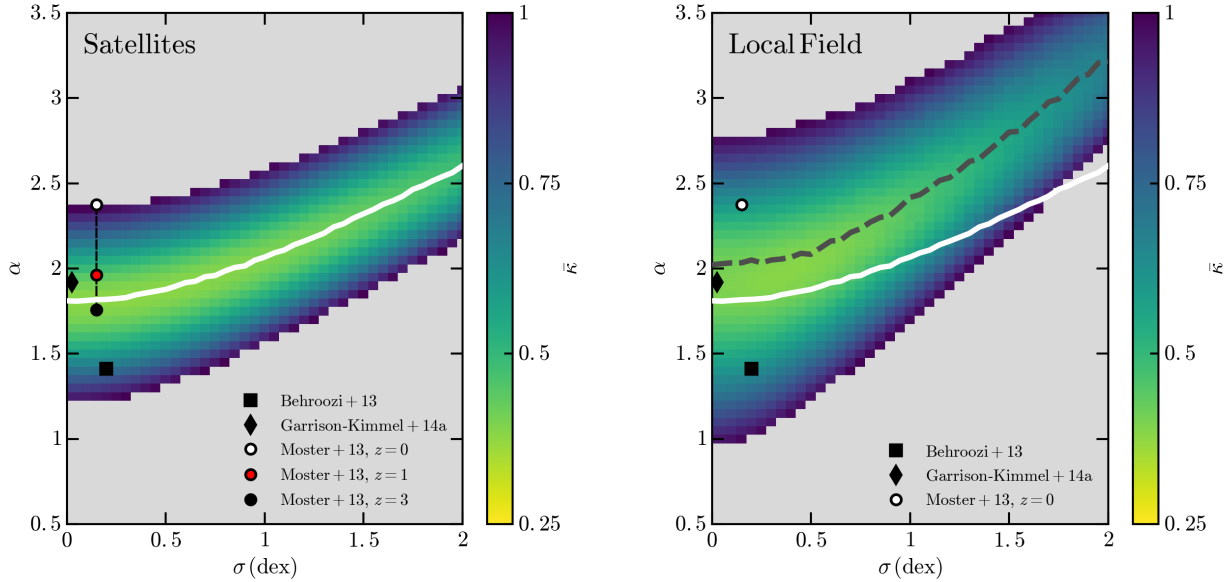 Satellites
3.5
3
2.5
2
1.5
1
0.5
α
0
0.5
1
1.5
2
σ (dex)
Behroozi + 13
Garrison-Kimmel + 14a
Moster + 13, z = 0
Moster + 13, z = 1
Moster + 13, z = 3
1
0.75
0.5
0.25
κ̄
Local Field
3.5
3
2.5
2
1.5
1
0.5
α
0
0.5
1
1.5
2
σ (dex)
Behroozi + 13
Garrison-Kimmel + 14a
Moster + 13, z = 0
1
0.75
0.5
0.25
κ̄